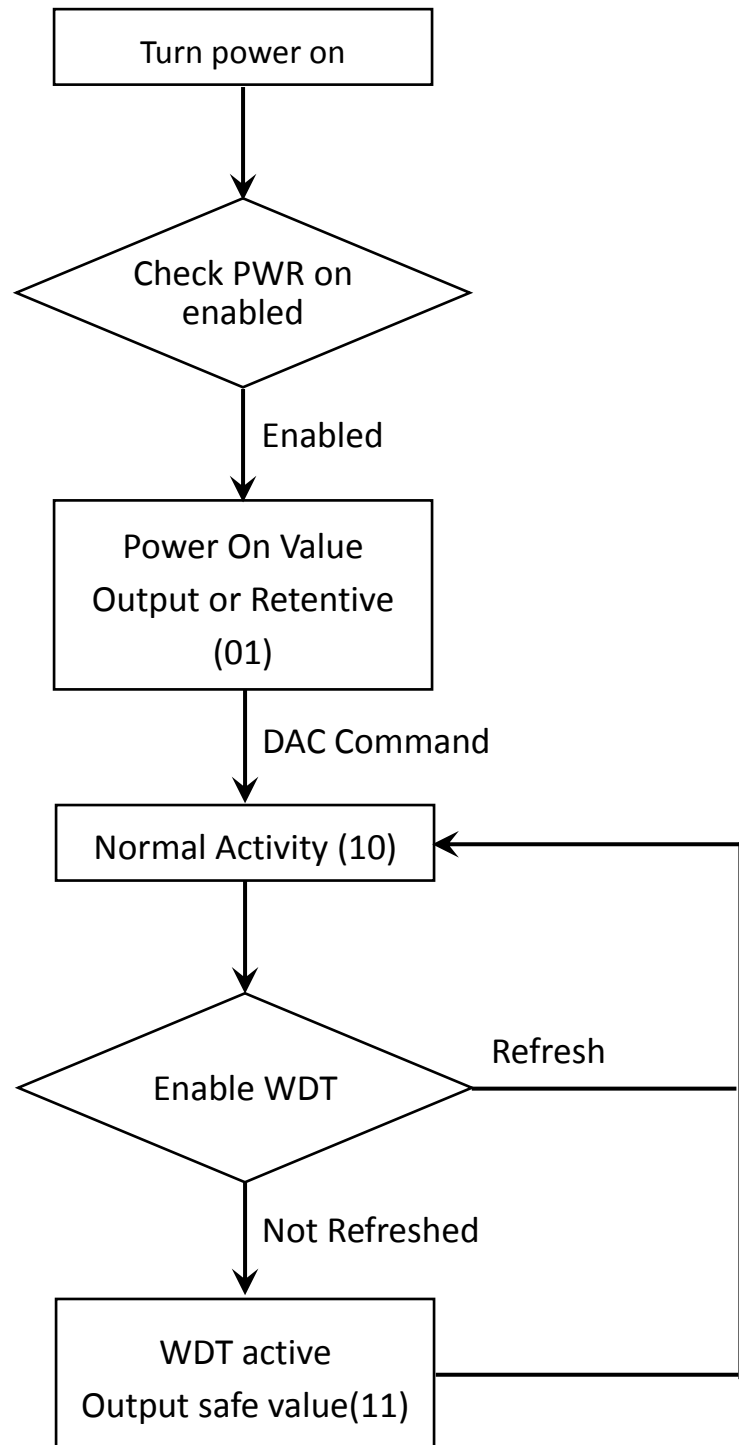 Turn power on
Check PWR on
enabled
Enabled
Power On Value
Output or Retentive
(01)
DAC Command
Normal Activity (10)
Enable WDT
Refresh
Not Refreshed
WDT active
Output safe value(11)